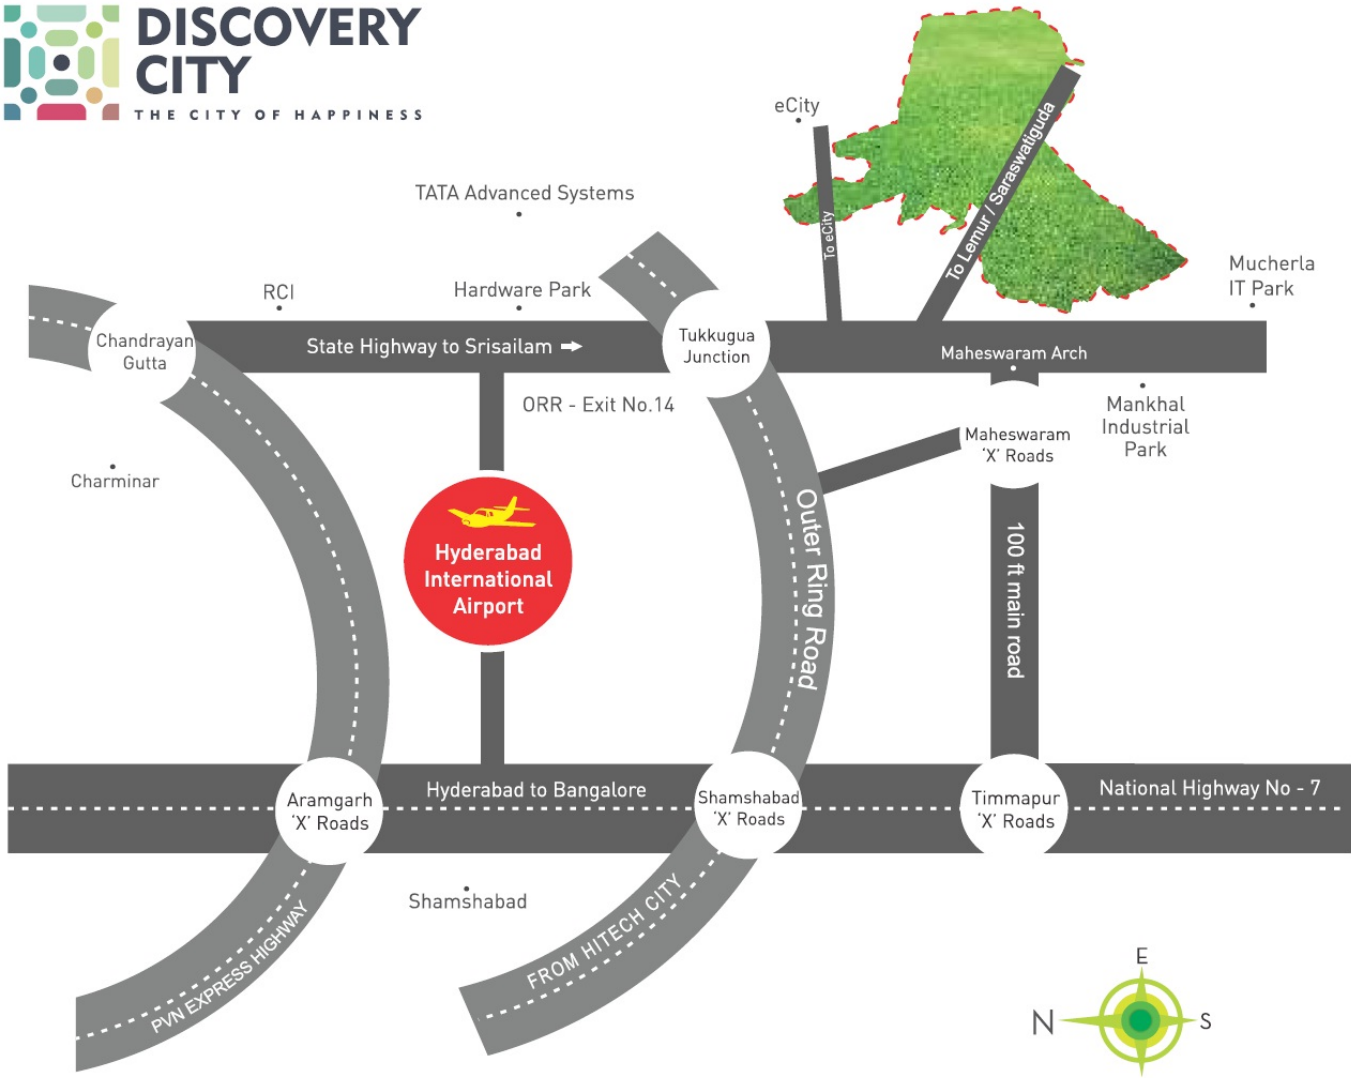 DISCOVERY
CITY
THE CITY OF HAPPINESS
eCity
To eCity
To Lemur / Saraswatiguda
TATA Advanced Systems
Mucherla
IT Park
RCI
Hardware Park
Chandrayan
Gutta
State Highway to Srisailam
Tukkugua
Junction
Maheswaram Arch
ORR - Exit No.14
Mankhal
Industrial
Park
Maheswaram
'X' Roads
Charminar
Hyderabad
International
Airport
Outer Ring Road
100 ft main road
Aramgarh
'X' Roads
Hyderabad to Bangalore
Shamshabad
'X' Roads
Timmapur
'X' Roads
National Highway No - 7
Shamshabad
PVN EXPRESS HIGHWAY
FROM HITECH CITY
E
N
S